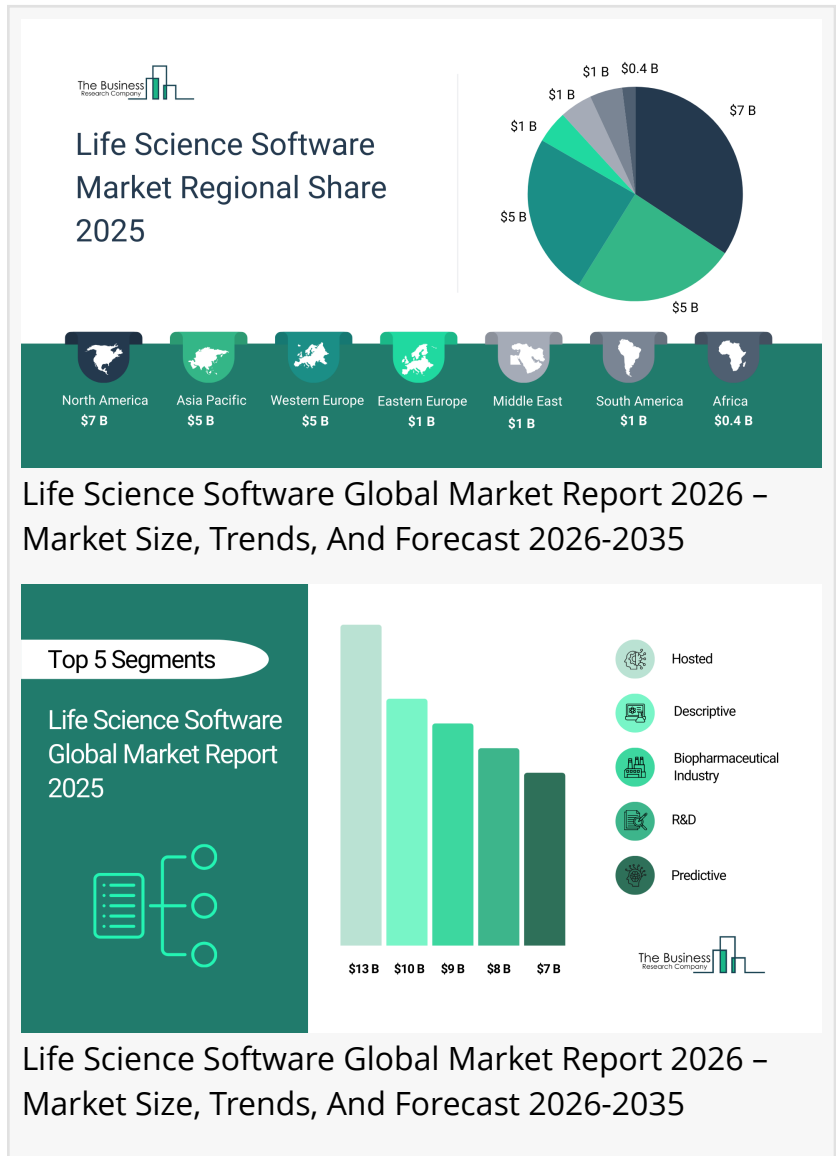 The Business
Research Company
Life Science Software
Market Regional Share
2025
$1 B
$0.4 B
$1 B
$7 B
$1 B
$5 B
$5 B
North America
Asia Pacific
Western Europe
Eastern Europe
Middle East
South America
Africa
$7 B
$5 B
$5 B
$1 B
$1 B
$1 B
$0.4 B
Life Science Software Global Market Report 2026 –
Market Size, Trends, And Forecast 2026-2035
Top 5 Segments
Life Science Software
Global Market Report
2025
$13 B
$10 B
$9 B
$8 B
$7 B
Hosted
Descriptive
Biopharmaceutical
Industry
R&D
Predictive
The Business
Research Company
Life Science Software Global Market Report 2026 –
Market Size, Trends, And Forecast 2026-2035